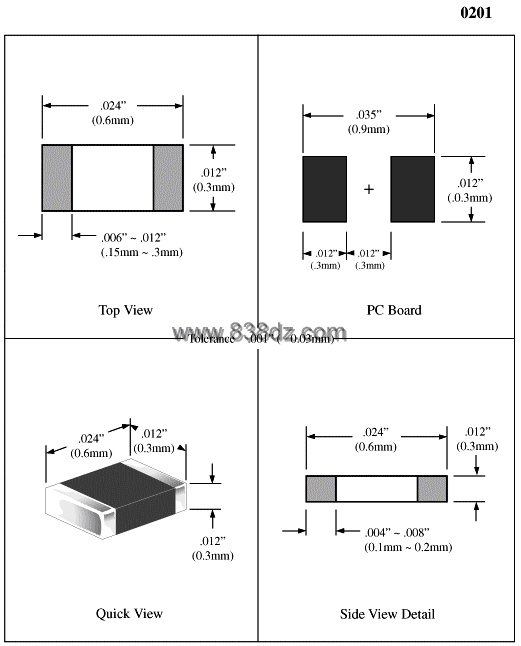 0201
.024”
(0.6mm)
.012”
(0.3mm)
.006” ~ .012”
(.15mm ~ .3mm)
Top View
.035”
(0.9mm)
.012”
(.0.3mm)
.012”
(.3mm)
.012”
(.3mm)
PC Board
www.838dz.com
Tolerance .001” ( 0.03mm)
.024”
(0.6mm)
.012”
(0.3mm)
.012”
(0.3mm)
Quick View
.024”
(0.6mm)
.012”
(0.3mm)
.004” ~ .008”
(0.1mm ~ 0.2mm)
Side View Detail